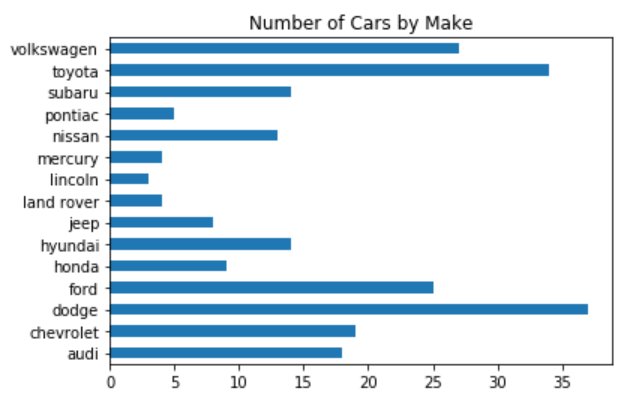 Number of Cars by Make
volkswagen
toyota
subaru
pontiac
nissan
mercury
lincoln
land rover
jeep
hyundai
honda
ford
dodge
chevrolet
audi
0 5 10 15 20 25 30 35